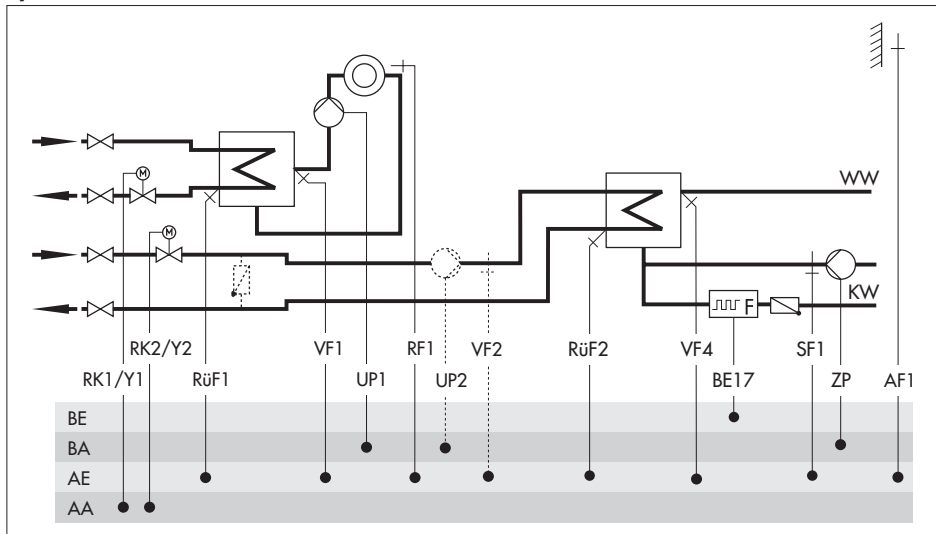 M
M
WW
F
KW
RK2/Y2 VF1 RF1 VF2 RüF2 VF4 SF1
RK1/Y1 RüF1 UP1 UP2 BE17 ZP AF1
BE
BA
AE
AA